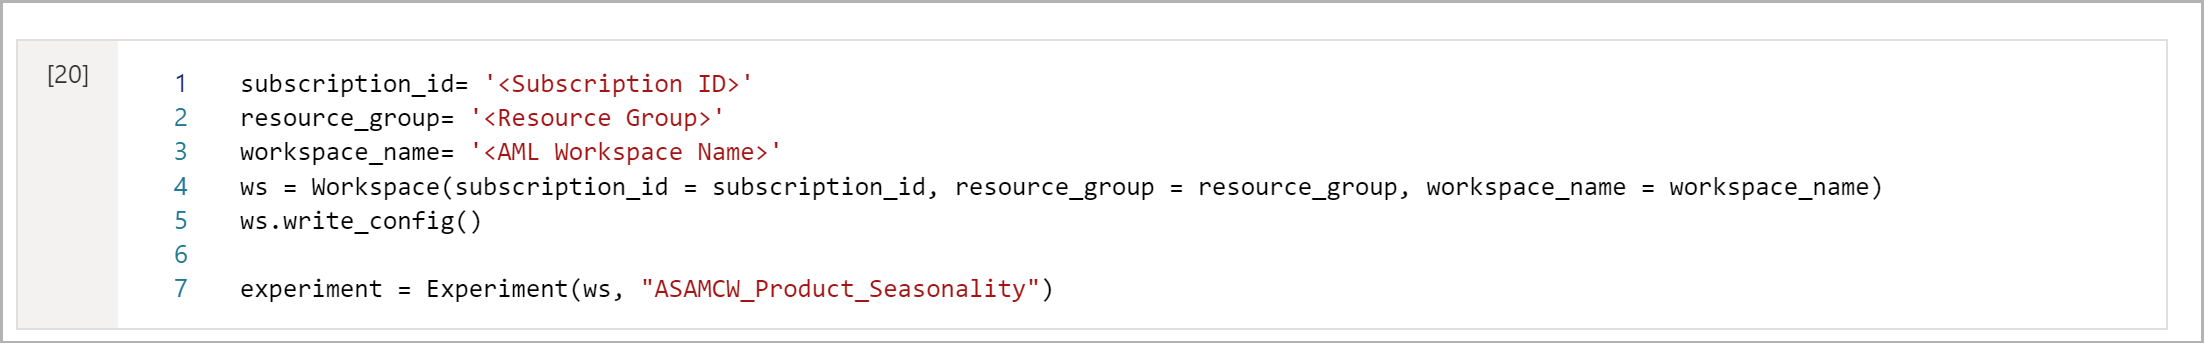 [20]
1 subscription_id= '<Subscription ID>'
2 resource_group= '<Resource Group>'
3 workspace_name= '<AML Workspace Name>'
4 ws = Workspace(subscription_id = subscription_id, resource_group = resource_group, workspace_name = workspace_name)
5 ws.write_config()
6
7 experiment = Experiment(ws, "ASAMCW_Product_Seasonality")